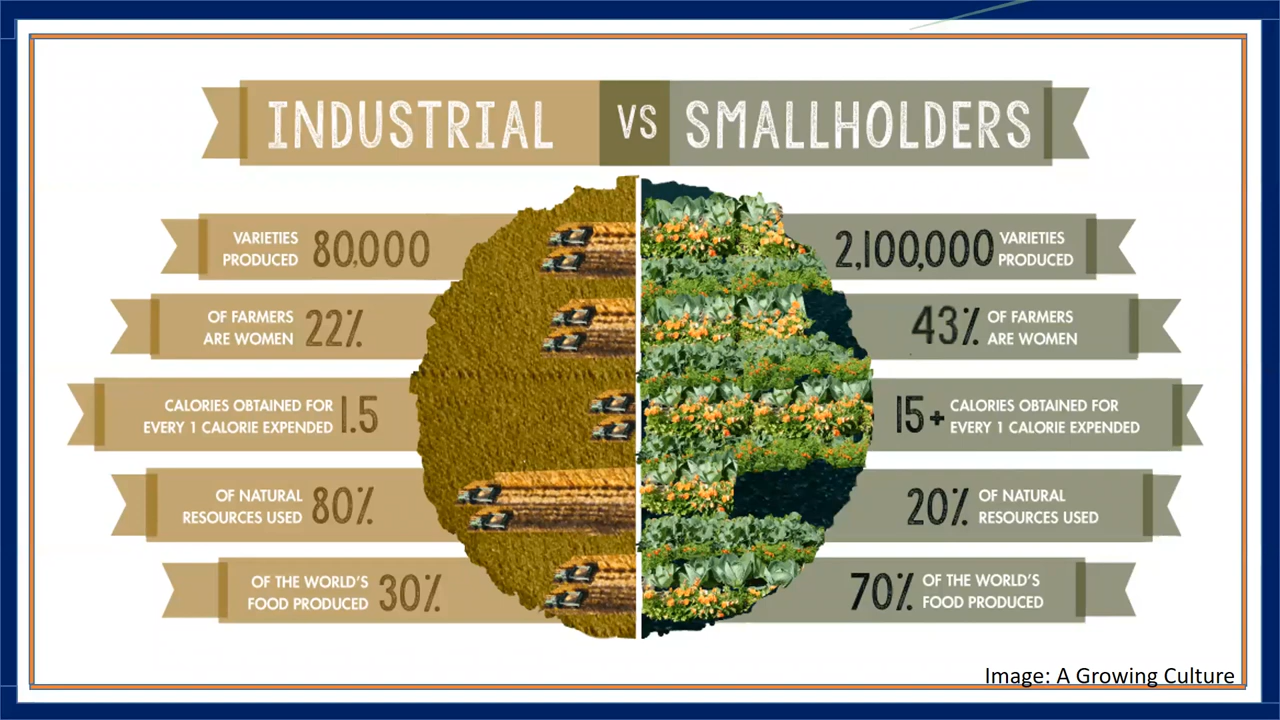 INDUSTRIAL VS SMALLHOLDERS
VARIETIES
PRODUCED 80,000
2,100,000 VARIETIES
PRODUCED
OF FARMERS
ARE WOMEN 22%
43% OF FARMERS
ARE WOMEN
CALORIES OBTAINED FOR
EVERY 1 CALORIE EXPENDED 1.5
15+ CALORIES OBTAINED FOR
EVERY 1 CALORIE EXPENDED
OF NATURAL
RESOURCES USED 80%
20% OF NATURAL
RESOURCES USED
OF THE WORLD'S
FOOD PRODUCED 30%
70% OF THE WORLD'S
FOOD PRODUCED
Image: A Growing Culture